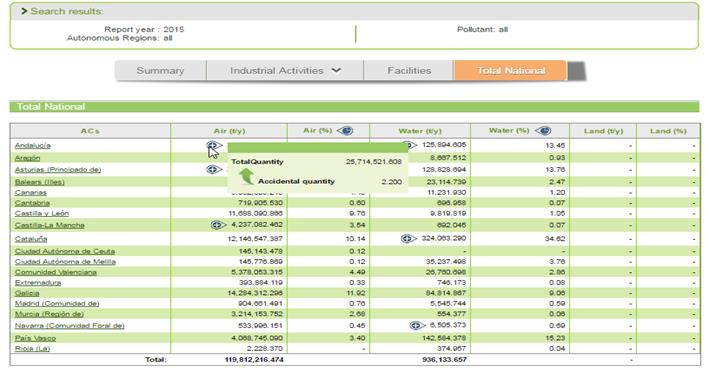 Search results:
Report year : 2015 Pollutant: all
Autonomous Regions: all
Summary Industrial Activities Facilities Total National
Total National
ACs Air (t/y) Air (%) Water (t/y) Water (%) Land (t/y) Land (%)
Andalucía 125,894.605 13.45 - -
TotalQuantity 25,714,521.608
Accidental quantity 2.200
Aragón 8,667.512 0.93 - -
Asturias (Principado de) 128,828.694 13.76 - -
Balears (Illes) 23,114.739 2.47 - -
Canarias 11,231.930 1.20 - -
Cantabria 719,905.530 0.60 696.958 0.07 - -
Castilla y León 11,688,090.866 9.76 9,819.819 1.05 - -
Castilla-La Mancha 4,237,082.462 3.54 692.045 0.07 - -
Cataluña 12,146,547.387 10.14 324,063.290 34.62 - -
Ciudad Autónoma de Ceuta 145,143.478 0.12 - - - -
Ciudad Autónoma de Melilla 145,776.869 0.12 35,237.498 3.76 - -
Comunidad Valenciana 5,378,053.315 4.49 26,760.698 2.86 - -
Extremadura 393,884.119 0.33 746.173 0.08 - -
Galicia 14,284,312.296 11.92 84,814.867 9.06 - -
Madrid (Comunidad de) 904,661.491 0.76 5,545.744 0.59 - -
Murcia (Región de) 3,214,153.752 2.68 554.377 0.06 - -
Navarra (Comunidad Foral de) 533,996.151 0.45 6,505.373 0.69 - -
País Vasco 4,068,745.090 3.40 142,584.378 15.23 - -
Rioja (La) 2,228.370 - 374.957 0.04 - -
Total: 119,812,216.474 936,133.657 - -